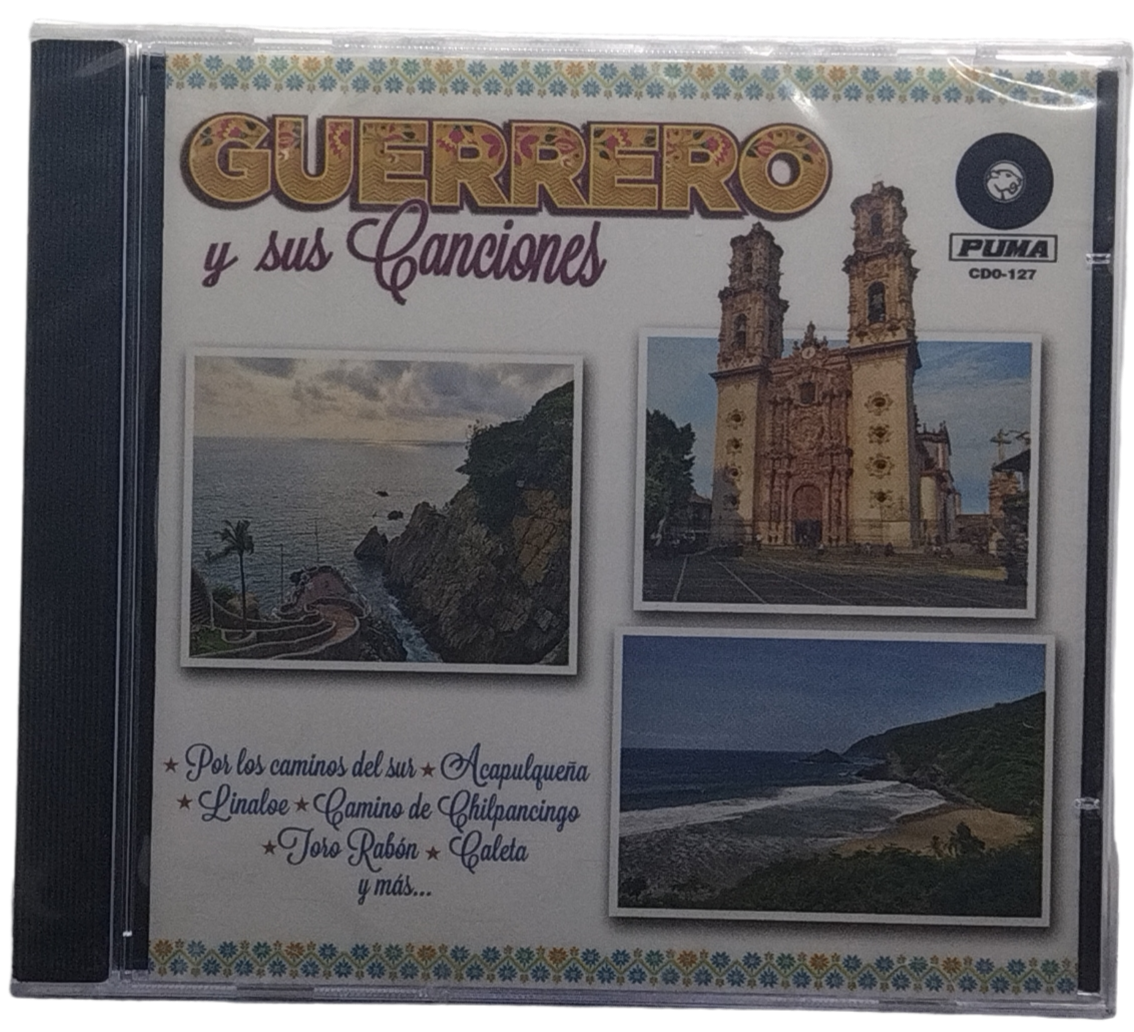 GUERRERO
y sus Canciones
PUMA
CD0-127
★ Por los caminos del sur ★ Acapulqueña
★ Linaloe ★ Camino de Chilpancingo
★ Toro Rabón ★ Caleta
y más...